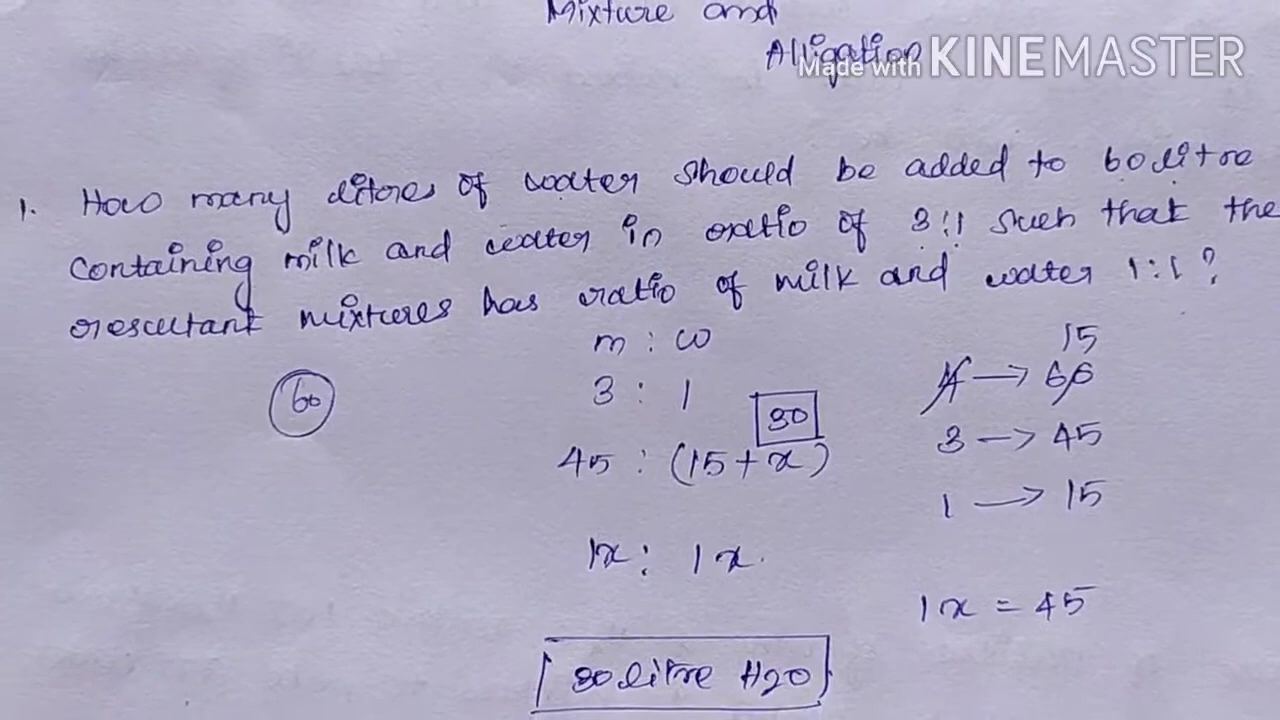 Mixture and
Alligation
Made with KINEMASTER
1. How many litres of water should be added to 60 litre
containing milk and water in ratio of 3:1 such that the
resultant mixtures has ratio of milk and water 1:1?
m : w
15
4 → 60
60
3 : 1
30
3 → 45
45 : (15 + x)
1 → 15
1x : 1x.
1x = 45
30 litre H2O